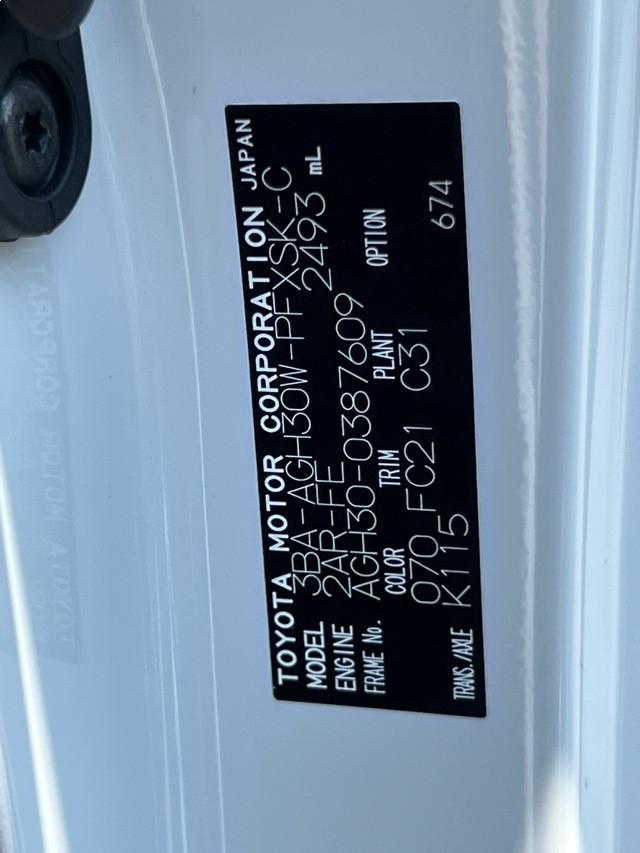 TOYOTA MOTOR CORPORATION JAPAN
MODEL 3BA-AGH30W-PFXSK-C
ENGINE 2AR-FE 2493 mL
FRAME No. AGH30-0387609
COLOR TRIM PLANT OPTION
070 FC21 C31
TRANS./AXLE K115 674